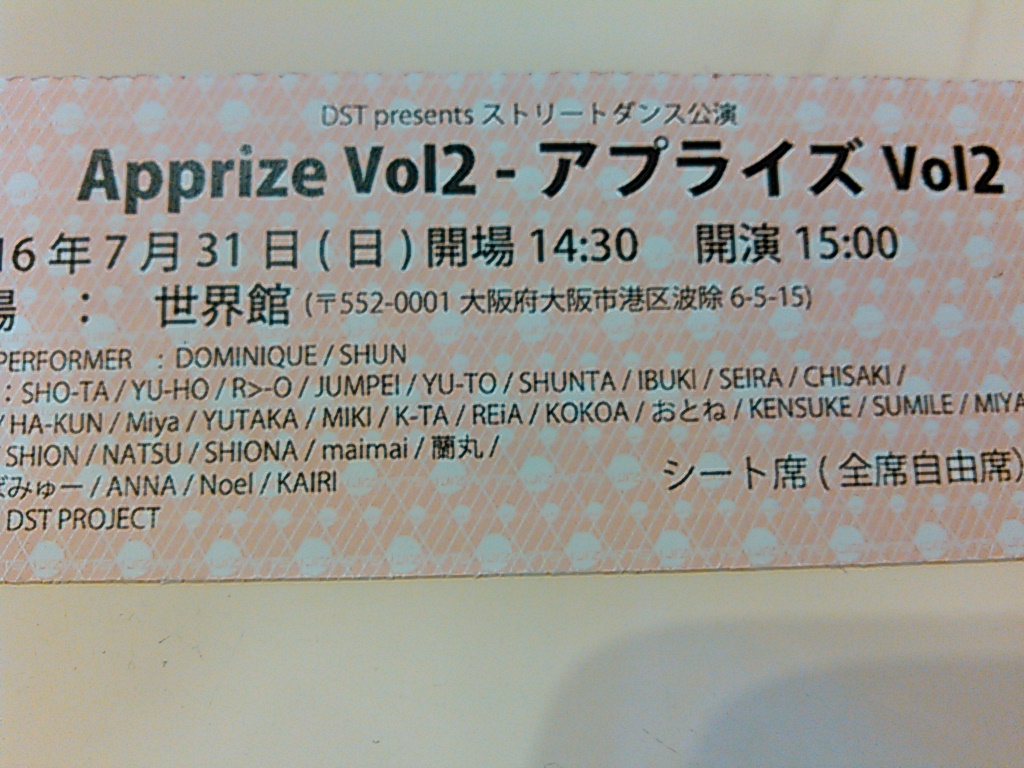 DST presents ストリートダンス公演
Apprize Vol2 - アプライズ Vol2
16 年 7 月 31 日 ( 日 ) 開場 14:30 開演 15:00
場 : 世界館 (〒552-0001 大阪府大阪市港区波除 6-5-15)
PERFORMER : DOMINIQUE / SHUN
: SHO-TA / YU-HO / R>-O / JUMPEI / YU-TO / SHUNTA / IBUKI / SEIRA / CHISAKI /
/ HA-KUN / Miya / YUTAKA / MIKI / K-TA / REiA / KOKOA / おとね / KENSUKE / SUMILE / MIYA
SHION / NATSU / SHIONA / maimai / 蘭丸 /
みゅー / ANNA / Noel / KAIRI
シート席 ( 全席自由席)
DST PROJECT